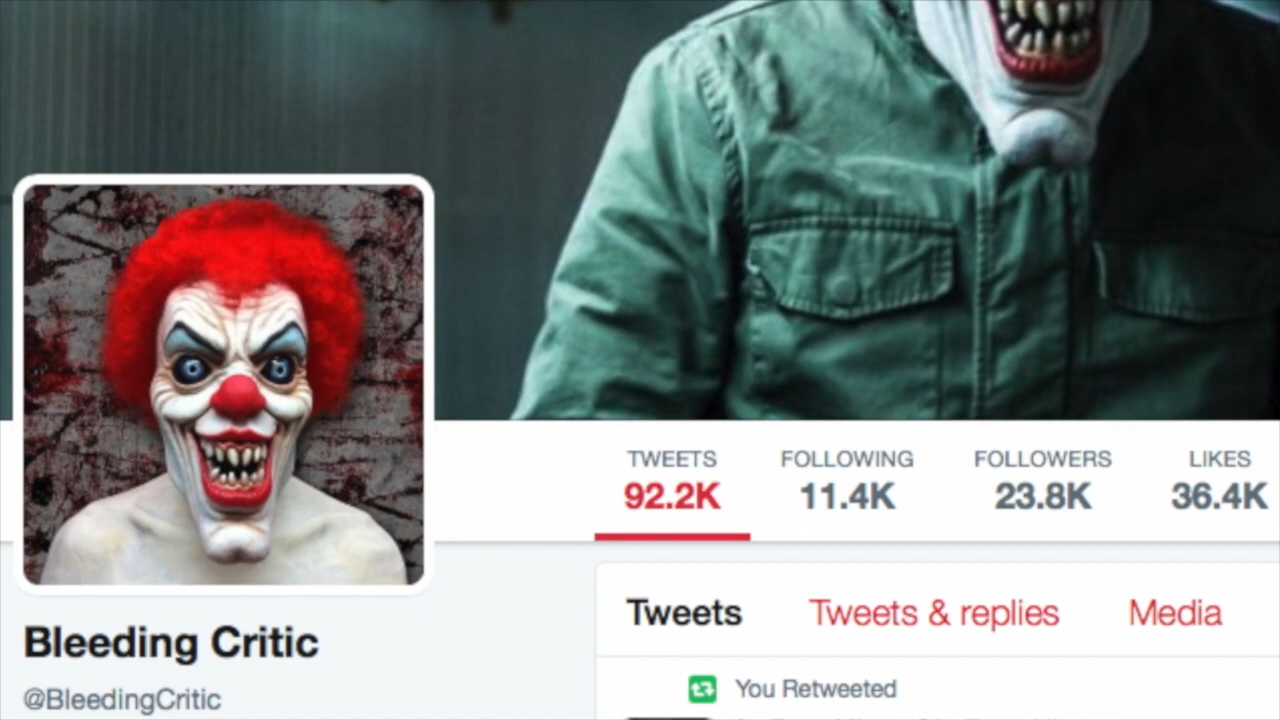 TWEETS FOLLOWING FOLLOWERS LIKES
92.2K 11.4K 23.8K 36.4K
Bleeding Critic
@BleedingCritic
Tweets Tweets & replies Media
You Retweeted